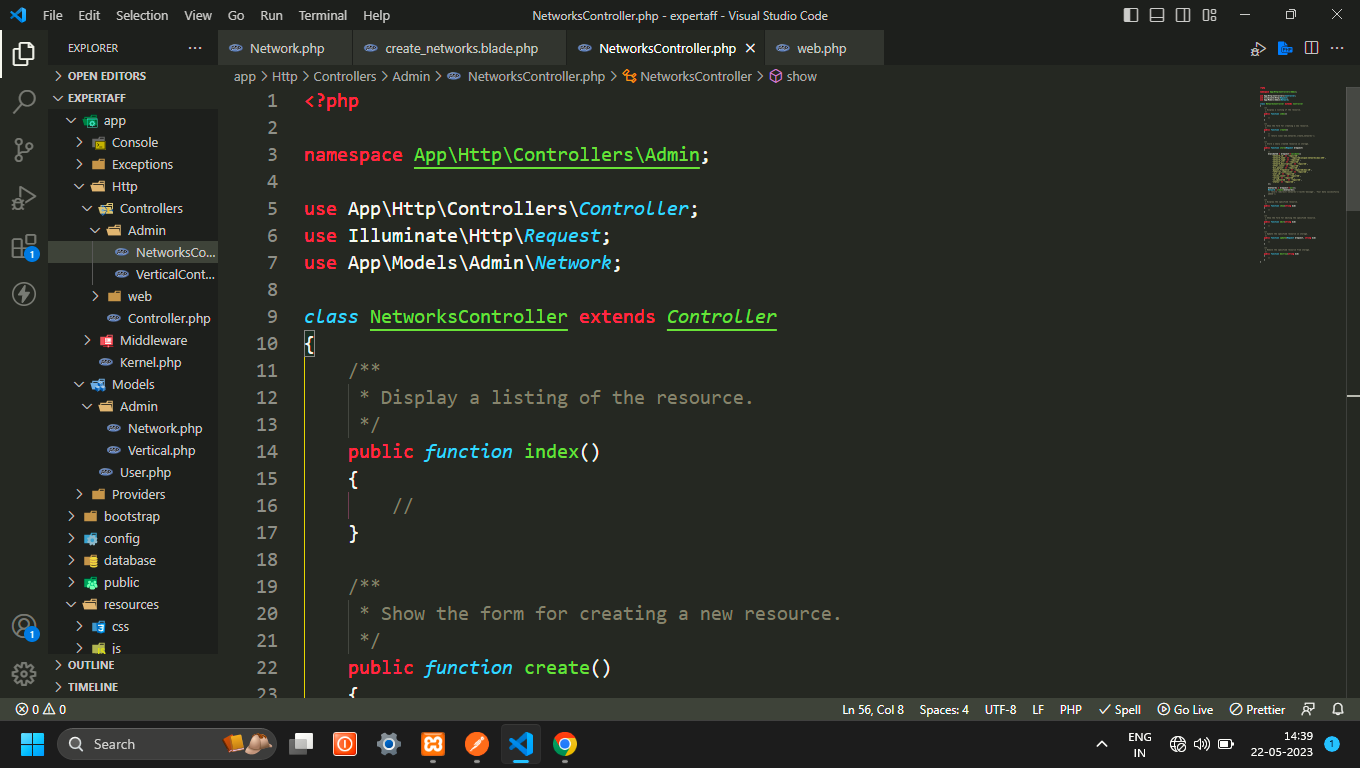 File Edit Selection View Go Run Terminal Help
NetworksController.php - expertaff - Visual Studio Code
EXPLORER
Network.php
create_networks.blade.php
NetworksController.php
web.php
OPEN EDITORS
EXPERTAFF
app
Console
Exceptions
Http
Controllers
Admin
NetworksCo...
VerticalCont...
web
Controller.php
Middleware
Kernel.php
Models
Admin
Network.php
Vertical.php
User.php
Providers
bootstrap
config
database
public
resources
css
js
OUTLINE
TIMELINE
app > Http > Controllers > Admin > NetworksController.php > NetworksController > show
1 <?php
2
3 namespace App\Http\Controllers\Admin;
4
5 use App\Http\Controllers\Controller;
6 use Illuminate\Http\Request;
7 use App\Models\Admin\Network;
8
9 class NetworksController extends Controller
10 {
11 /**
12 * Display a listing of the resource.
13 */
14 public function index()
15 {
16 //
17 }
18
19 /**
20 * Show the form for creating a new resource.
21 */
22 public function create()
23 {
1
1
0 0
Ln 56, Col 8 Spaces: 4 UTF-8 LF PHP Spell Go Live Prettier
Search
ENG
IN
14:39
22-05-2023
1